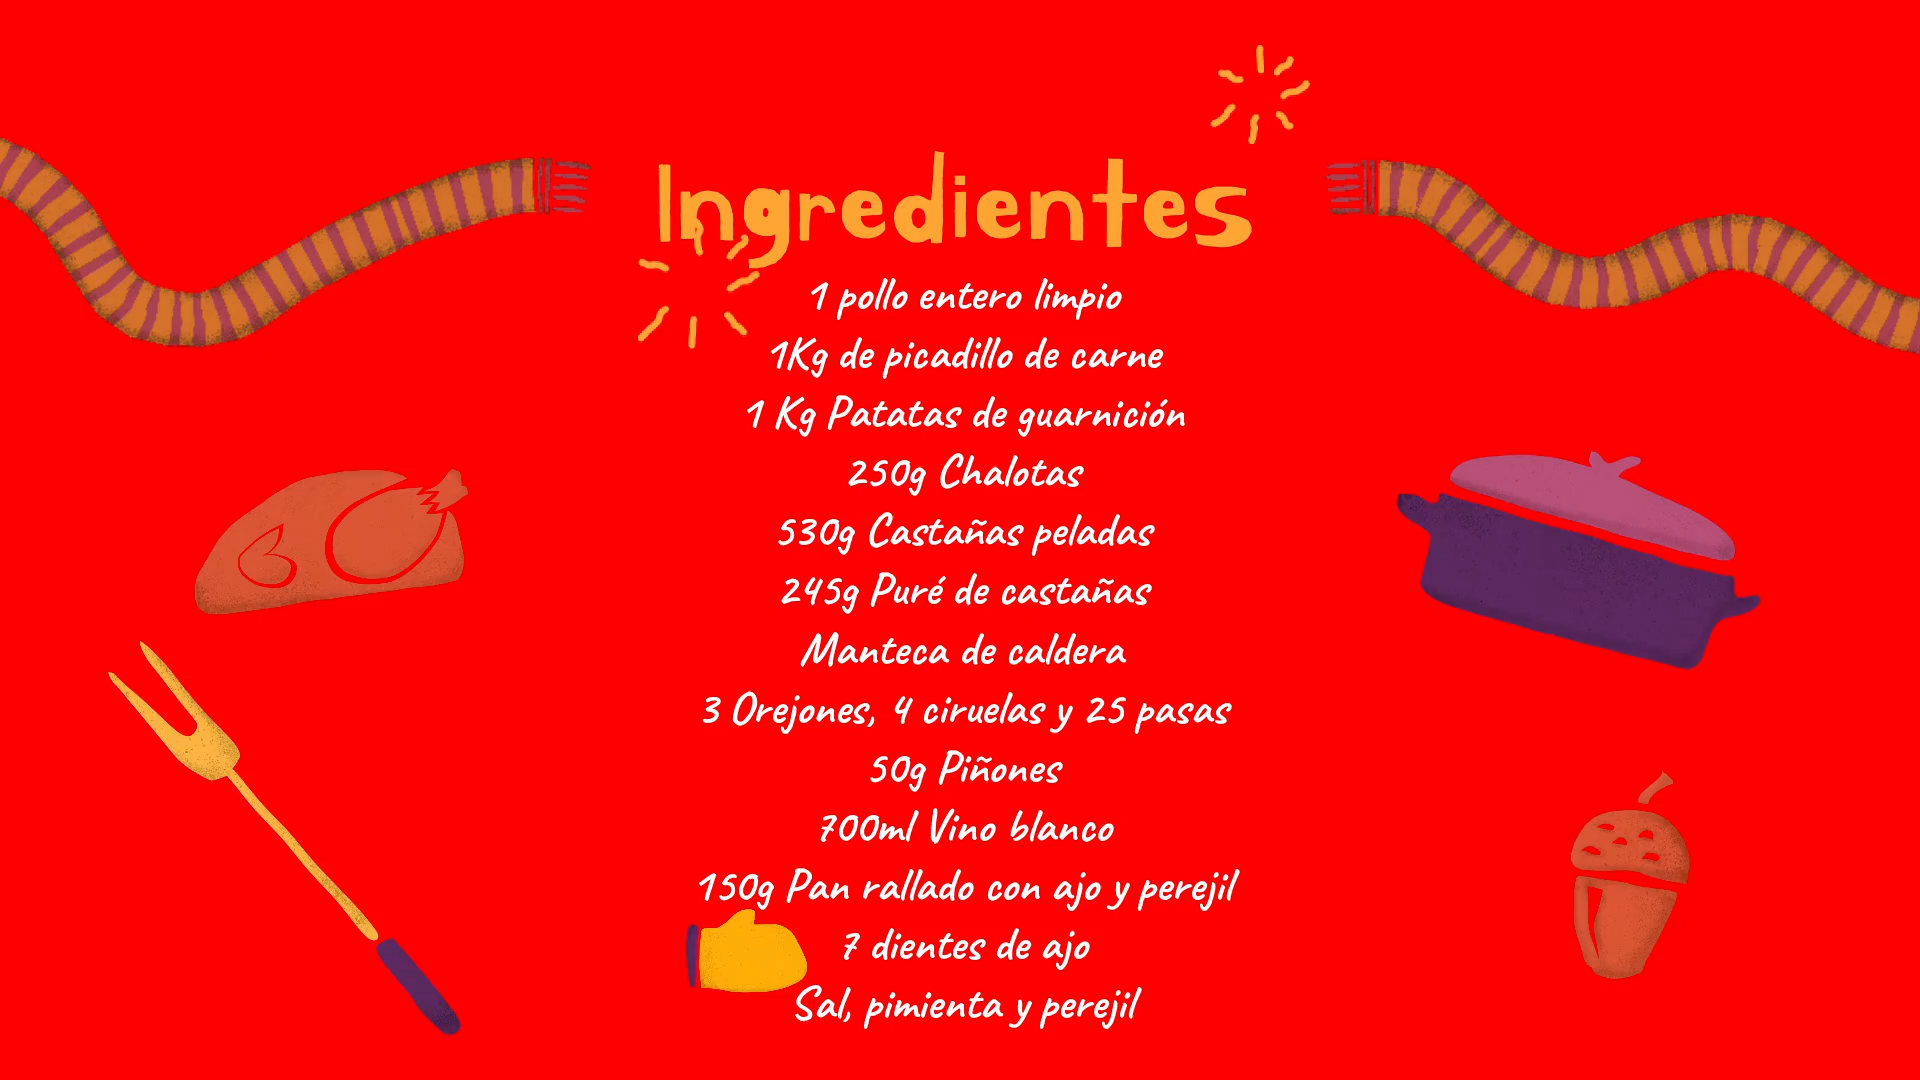 Ingredientes
1 pollo entero limpio
1Kg de picadillo de carne
1 Kg Patatas de guarnición
250g Chalotas
530g Castañas peladas
245g Puré de castañas
Manteca de caldera
3 Orejones, 4 ciruelas y 25 pasas
50g Piñones
700ml Vino blanco
150g Pan rallado con ajo y perejil
7 dientes de ajo
Sal, pimienta y perejil